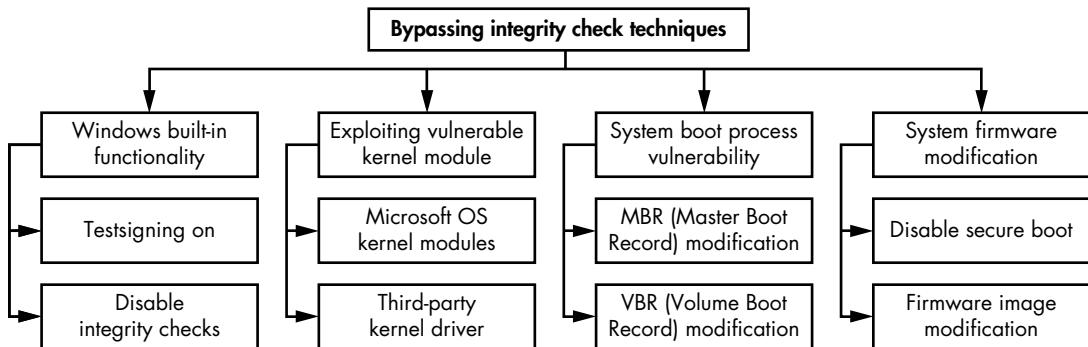 Bypassing integrity check techniques
Windows built-in
functionality
Testsigning on
Disable
integrity checks
Exploiting vulnerable
kernel module
Microsoft OS
kernel modules
Third-party
kernel driver
System boot process
vulnerability
MBR (Master Boot
Record) modification
VBR (Volume Boot
Record) modification
System firmware
modification
Disable secure boot
Firmware image
modification